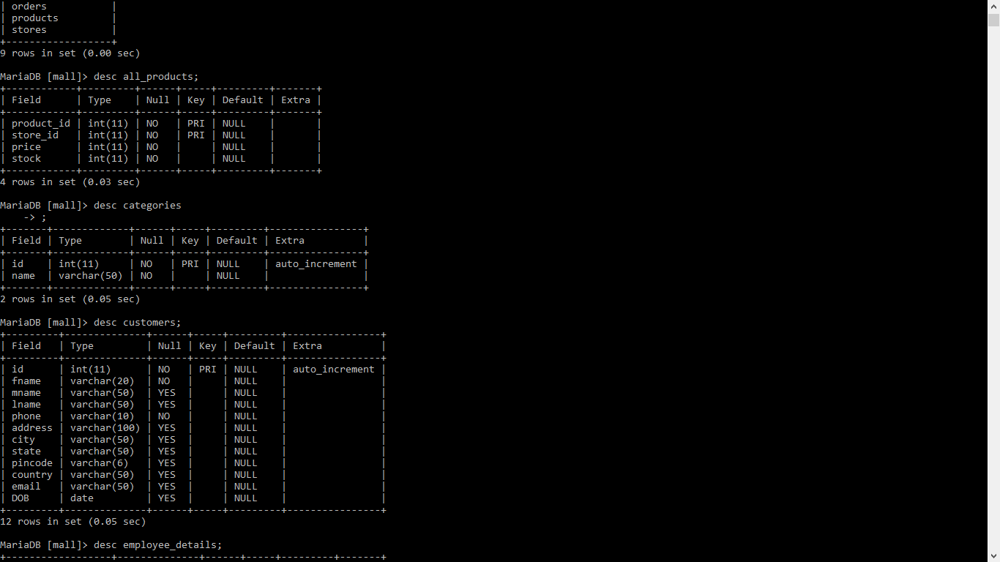 | orders           |
| products         |
| stores           |
+------------------+
9 rows in set (0.00 sec)

MariaDB [mall]> desc all_products;
+------------+---------+------+-----+---------+-------+
| Field      | Type    | Null | Key | Default | Extra |
+------------+---------+------+-----+---------+-------+
| product_id | int(11) | NO   | PRI | NULL    |       |
| store_id   | int(11) | NO   | PRI | NULL    |       |
| price      | int(11) | NO   |     | NULL    |       |
| stock      | int(11) | NO   |     | NULL    |       |
+------------+---------+------+-----+---------+-------+
4 rows in set (0.03 sec)

MariaDB [mall]> desc categories
    -> ;
+-------+-------------+------+-----+---------+----------------+
| Field | Type        | Null | Key | Default | Extra          |
+-------+-------------+------+-----+---------+----------------+
| id    | int(11)     | NO   | PRI | NULL    | auto_increment |
| name  | varchar(50) | NO   |     | NULL    |                |
+-------+-------------+------+-----+---------+----------------+
2 rows in set (0.05 sec)

MariaDB [mall]> desc customers;
+---------+--------------+------+-----+---------+----------------+
| Field   | Type         | Null | Key | Default | Extra          |
+---------+--------------+------+-----+---------+----------------+
| id      | int(11)      | NO   | PRI | NULL    | auto_increment |
| fname   | varchar(20)  | NO   |     | NULL    |                |
| mname   | varchar(50)  | YES  |     | NULL    |                |
| lname   | varchar(50)  | YES  |     | NULL    |                |
| phone   | varchar(10)  | NO   |     | NULL    |                |
| address | varchar(100) | YES  |     | NULL    |                |
| city    | varchar(50)  | YES  |     | NULL    |                |
| state   | varchar(50)  | YES  |     | NULL    |                |
| pincode | varchar(6)   | YES  |     | NULL    |                |
| country | varchar(50)  | YES  |     | NULL    |                |
| email   | varchar(50)  | YES  |     | NULL    |                |
| DOB     | date         | YES  |     | NULL    |                |
+---------+--------------+------+-----+---------+----------------+
12 rows in set (0.05 sec)

MariaDB [mall]> desc employee_details;
+------------------+--------------+------+-----+---------+-------+